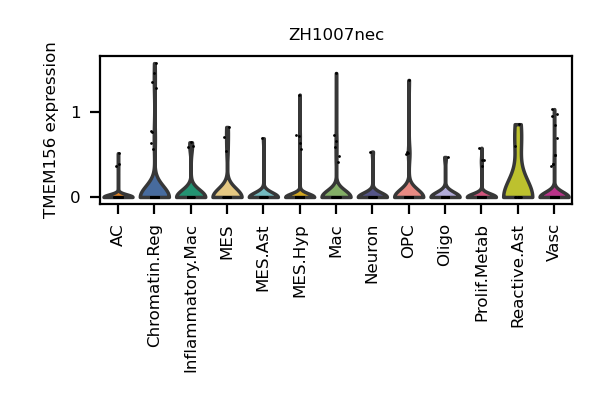 ZH1007nec
TMEM156 expression
1
0
AC
Chromatin.Reg
Inflammatory.Mac
MES
MES.Ast
MES.Hyp
Mac
Neuron
OPC
Oligo
Prolif.Metab
Reactive.Ast
Vasc